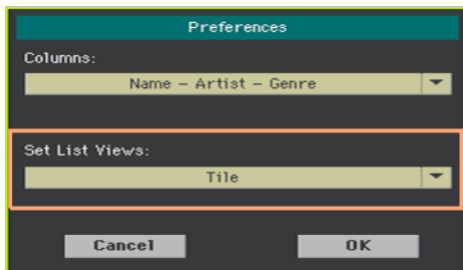 Preferences
Columns:
Name - Artist - Genre
Set List Views:
Tile
Cancel OK